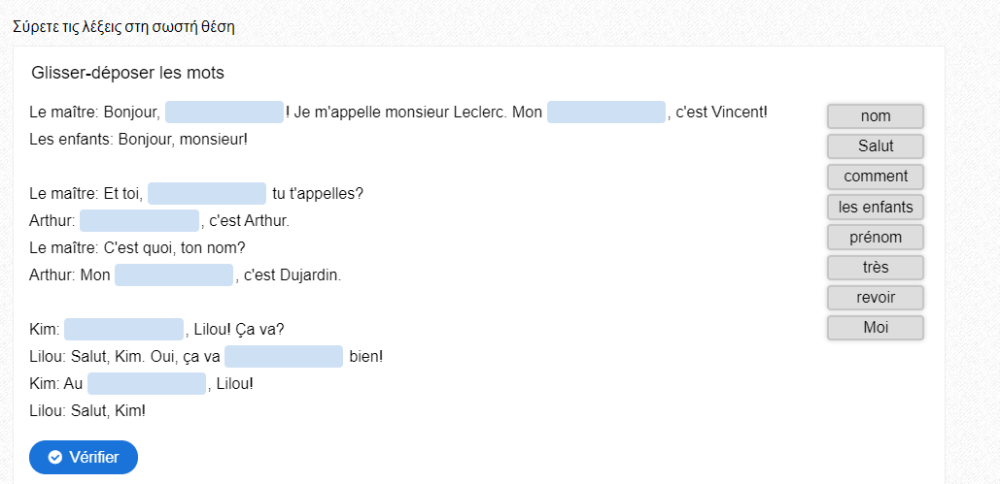 Σύρετε τις λέξεις στη σωστή θέση
Glisser-déposer les mots
Le maître: Bonjour, ! Je m'appelle monsieur Leclerc. Mon , c'est Vincent!
Les enfants: Bonjour, monsieur!
Le maître: Et toi, tu t'appelles?
Arthur: , c'est Arthur.
Le maître: C'est quoi, ton nom?
Arthur: Mon , c'est Dujardin.
Kim: , Lilou! Ça va?
Lilou: Salut, Kim. Oui, ça va bien!
Kim: Au , Lilou!
Lilou: Salut, Kim!
nom
Salut
comment
les enfants
prénom
très
revoir
Moi
Vérifier